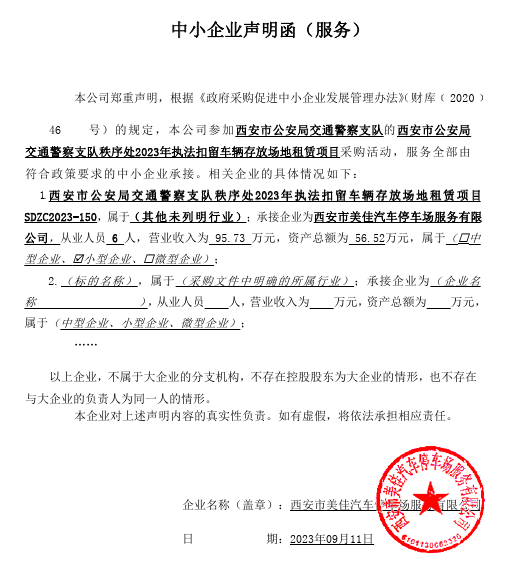 中小企业声明函（服务）
本公司郑重声明，根据《政府采购促进中小企业发展管理办法》（财库﹝2020﹞
46 号）的规定，本公司参加西安市公安局交通警察支队的西安市公安局
交通警察支队秩序处2023年执法扣留车辆存放场地租赁项目采购活动，服务全部由
符合政策要求的中小企业承接。相关企业的具体情况如下：
1.西安市公安局交通警察支队秩序处2023年执法扣留车辆存放场地租赁项目
SDZC2023-150，属于（其他未列明行业）；承接企业为西安市美佳汽车停车场服务有限
公司，从业人员 6 人，营业收入为 95.73 万元，资产总额为 56.52万元，属于（☐中
型企业、☑小型企业、☐微型企业）；
2.（标的名称），属于（采购文件中明确的所属行业）；承接企业为（企业名
称 ），从业人员____人，营业收入为____万元，资产总额为____万元，
属于（中型企业、小型企业、微型企业）；
……
以上企业，不属于大企业的分支机构，不存在控股股东为大企业的情形，也不存在
与大企业的负责人为同一人的情形。
本企业对上述声明内容的真实性负责。如有虚假，将依法承担相应责任。
企业名称（盖章）：西安市美佳汽车停车场服务有限公司
日 期：2023年09月11日
西安市美佳汽车停车场服务有限公司